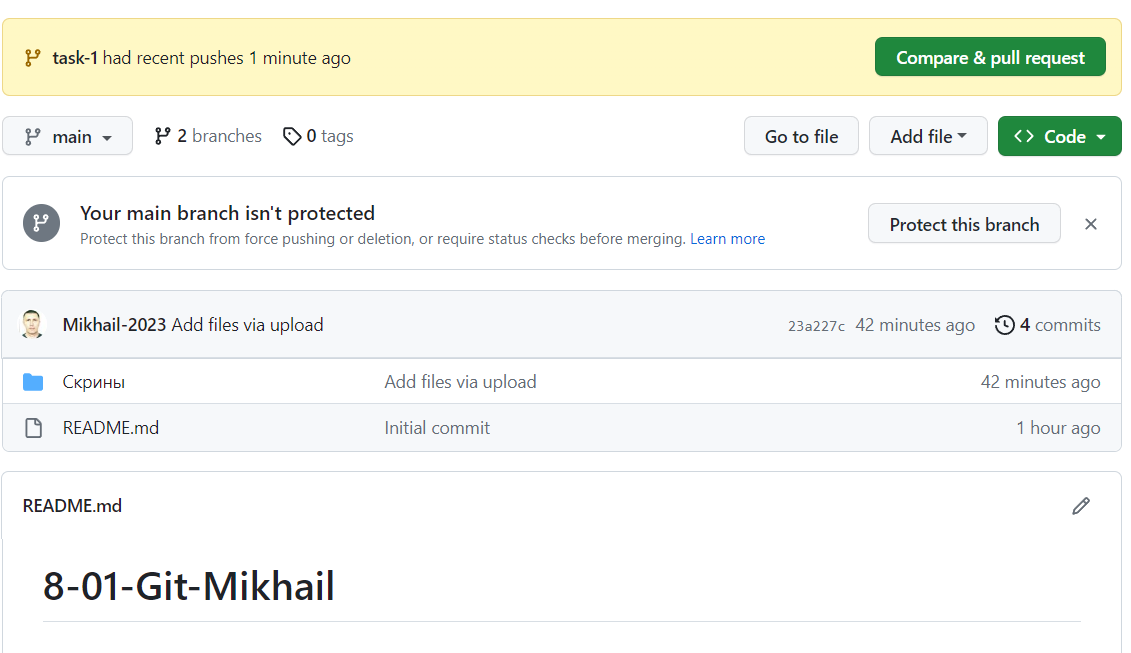 task-1 had recent pushes 1 minute ago
Compare & pull request
main
2 branches
0 tags
Go to file
Add file
Code
Your main branch isn't protected
Protect this branch from force pushing or deletion, or require status checks before merging. Learn more
Protect this branch
Mikhail-2023 Add files via upload
23a227c 42 minutes ago
4 commits
Скрины
Add files via upload
42 minutes ago
README.md
Initial commit
1 hour ago
README.md
8-01-Git-Mikhail